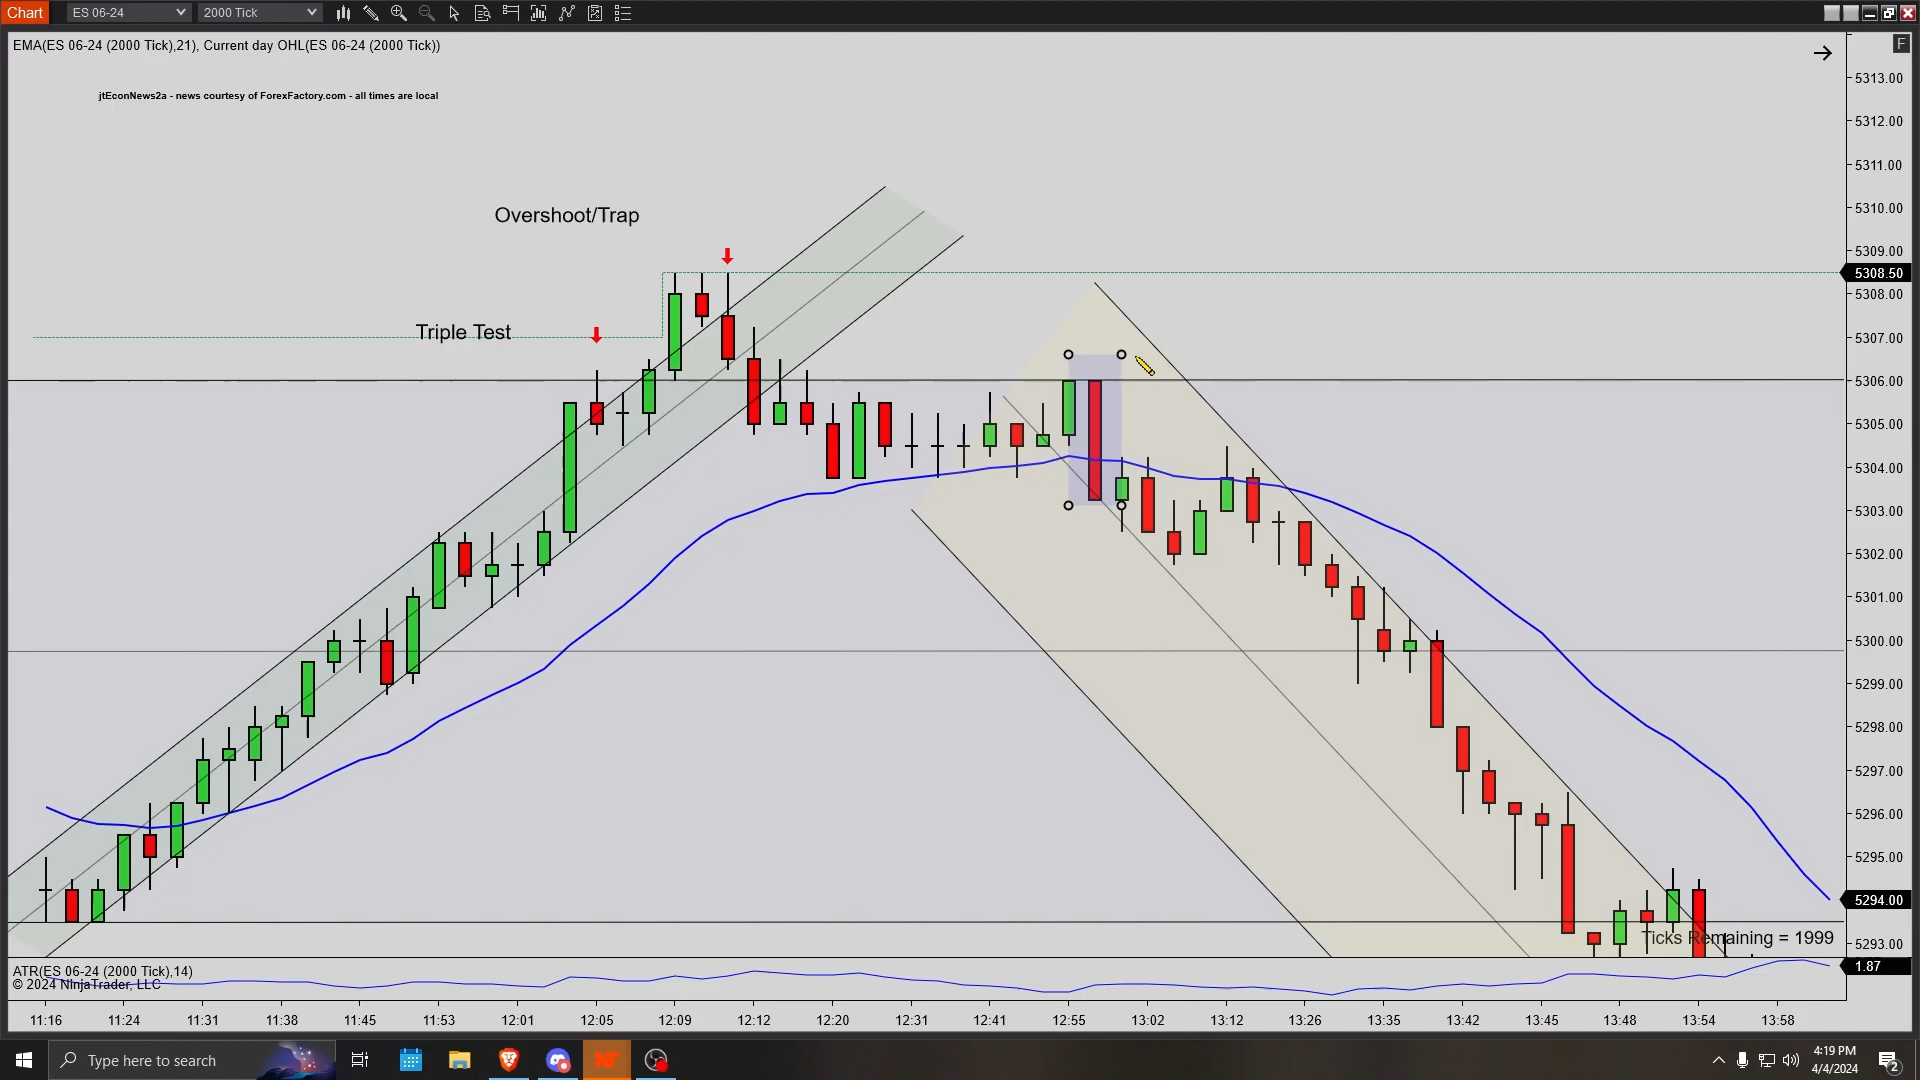 Chart ES 06-24 2000 Tick
EMA(ES 06-24 (2000 Tick),21), Current day OHL(ES 06-24 (2000 Tick))
F
jtEconNews2a - news courtesy of ForexFactory.com - all times are local
5313.00
5312.00
5311.00
5310.00
Overshoot/Trap
5309.00
5308.50
5308.00
Triple Test
5307.00
5306.00
5305.00
5304.00
5303.00
5302.00
5301.00
5300.00
5299.00
5298.00
5297.00
5296.00
5295.00
5294.00
Ticks Remaining = 1999
5293.00
ATR(ES 06-24 (2000 Tick),14)
1.87
© 2024 NinjaTrader, LLC
11:16 11:24 11:31 11:38 11:45 11:53 12:01 12:05 12:09 12:12 12:20 12:31 12:41 12:55 13:02 13:12 13:26 13:35 13:42 13:45 13:48 13:54 13:58
Type here to search
4:19 PM
4/4/2024
2